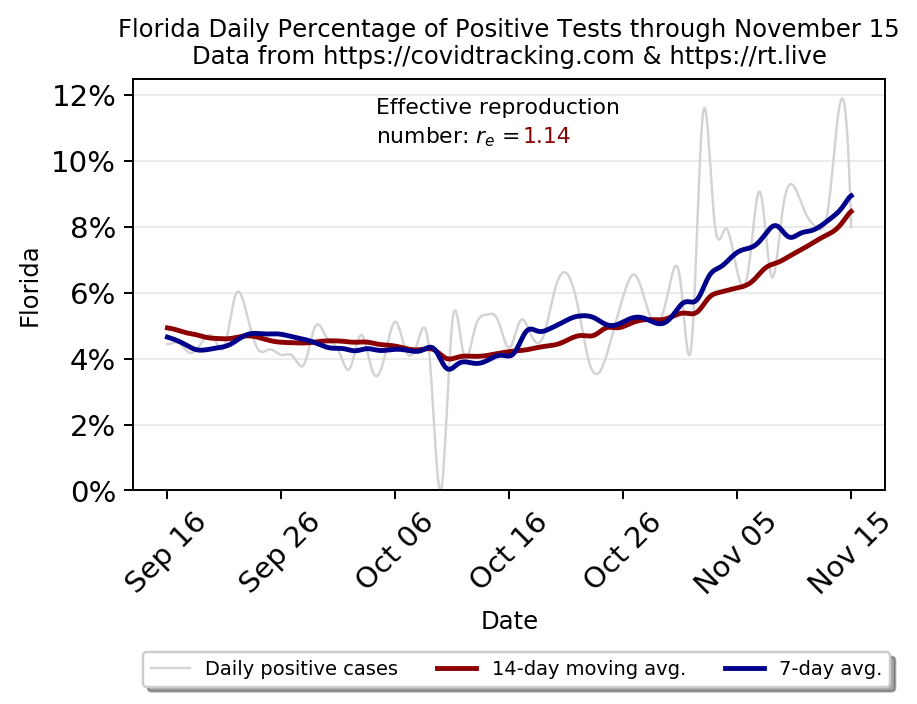 Florida Daily Percentage of Positive Tests through November 15
Data from https://covidtracking.com & https://rt.live
Effective reproduction
number: rₑ =1.14
12%
10%
8%
6%
4%
2%
0%
Florida
Sep 16
Sep 26
Oct 06
Oct 16
Oct 26
Nov 05
Nov 15
Date
Daily positive cases
14-day moving avg.
7-day avg.